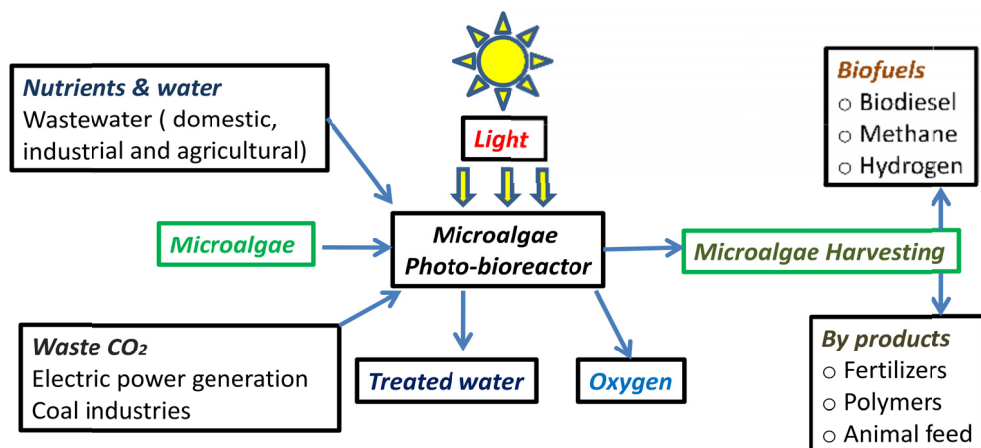 Nutrients & water
Wastewater ( domestic,
industrial and agricultural)
Light
Biofuels
○ Biodiesel
○ Methane
○ Hydrogen
Microalgae
Microalgae
Photo-bioreactor
Microalgae Harvesting
Waste CO₂
Electric power generation
Coal industries
Treated water
Oxygen
By products
○ Fertilizers
○ Polymers
○ Animal feed